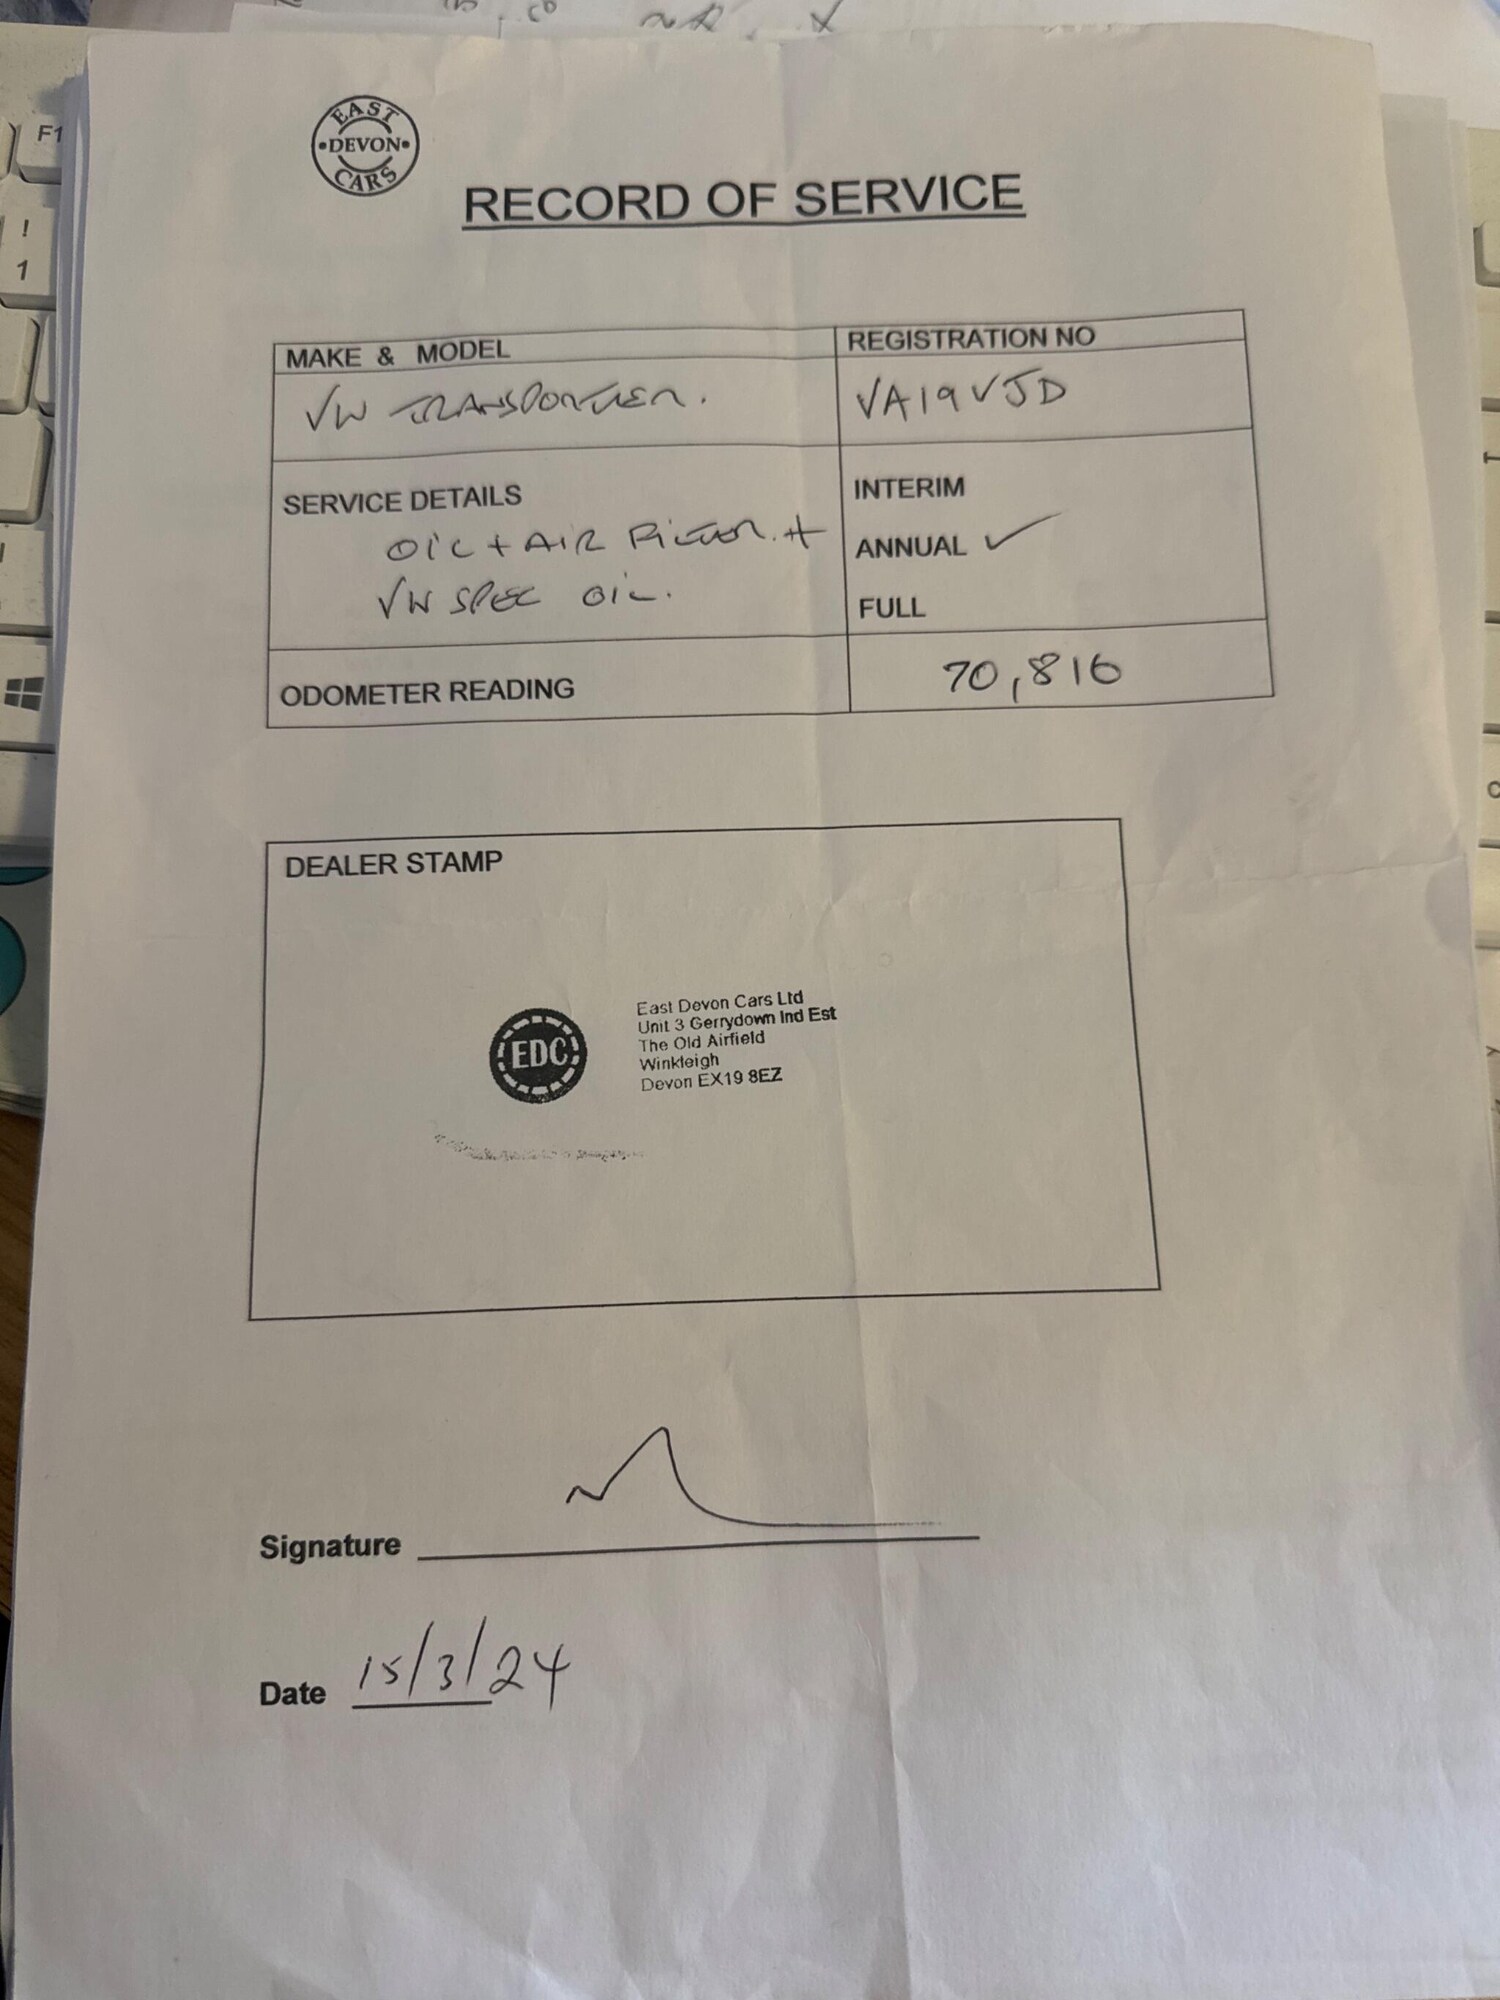 EAST
•DEVON•
CARS
RECORD OF SERVICE
MAKE & MODEL
REGISTRATION NO
VW TRANSPORTER.
VA19VJD
SERVICE DETAILS
OIL + AIR FILTER. +
VW SPEC OIL.
INTERIM
ANNUAL ✓
FULL
ODOMETER READING
70,816
DEALER STAMP
EDC
East Devon Cars Ltd
Unit 3 Gerrydown Ind Est
The Old Airfield
Winkleigh
Devon EX19 8EZ
Signature
Date 15/3/24
F1
!
1